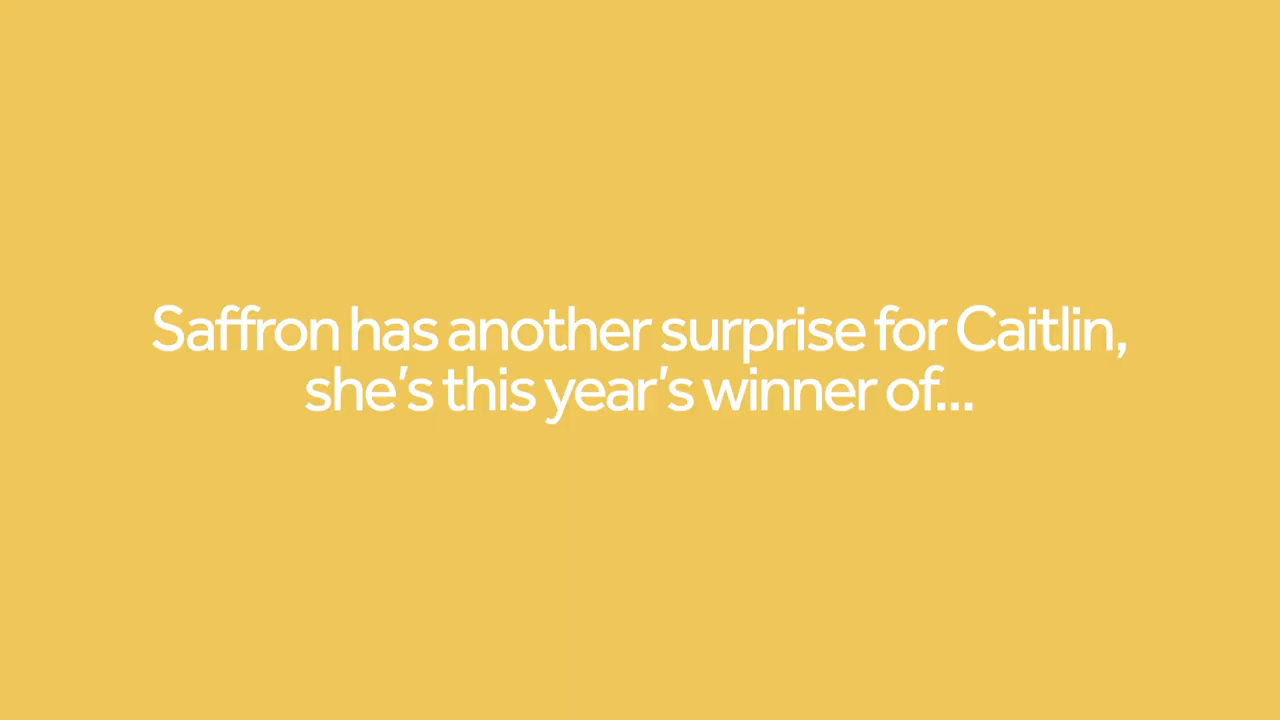 Saffron has another surprise for Caitlin,
she’s this year’s winner of...